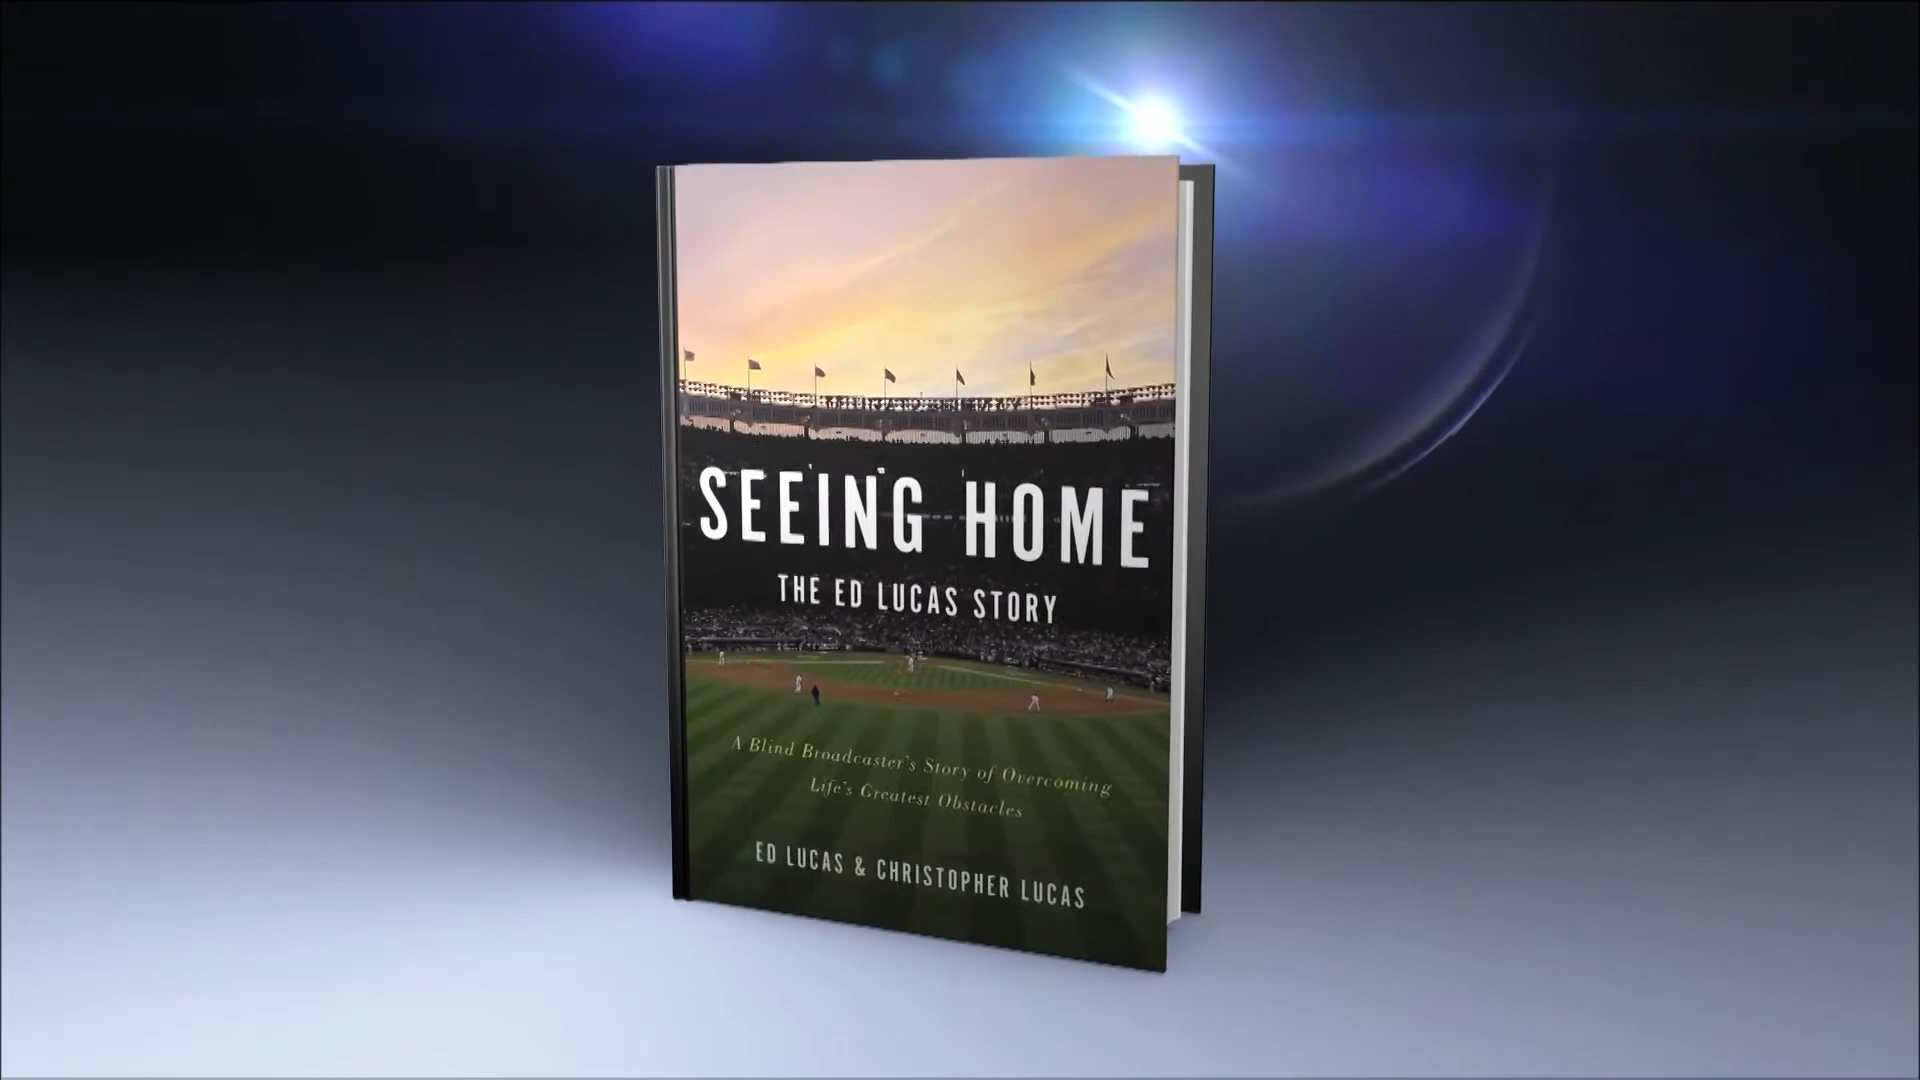 SEEING HOME
THE ED LUCAS STORY
A Blind Broadcaster's Story of Overcoming
Life's Greatest Obstacles
ED LUCAS & CHRISTOPHER LUCAS